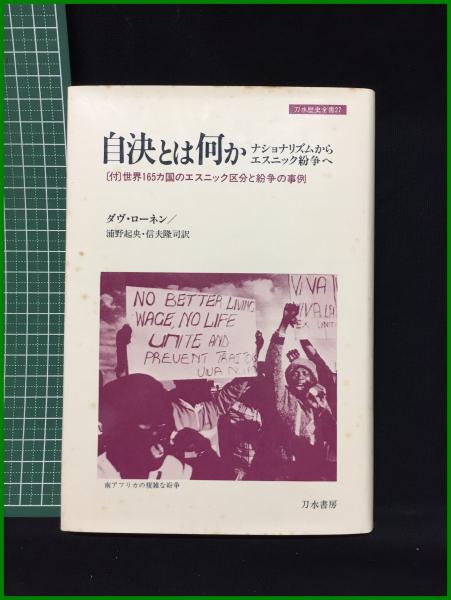 刀水歴史全書27
自決とは何か
ナショナリズムから
エスニック紛争へ
〔付〕世界165カ国のエスニック区分と紛争の事例
ダヴ・ローネン/
浦野起央・信夫隆司訳
NO BETTER LIVING
WAGE, NO LIFE
UNITE AND
PREVENT
VIVA
VIVA LA
南アフリカの複雑な紛争
刀水書房